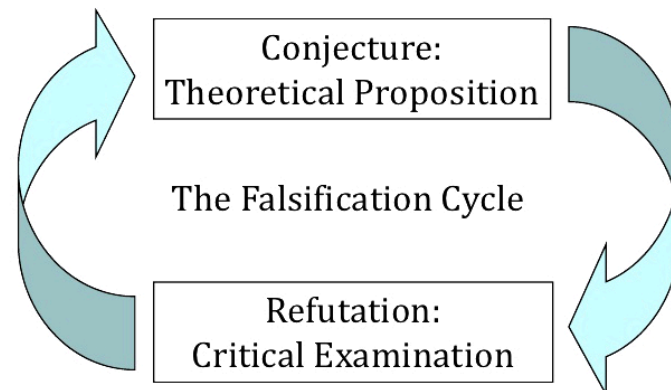 Conjecture:
Theoretical Proposition
The Falsification Cycle
Refutation:
Critical Examination